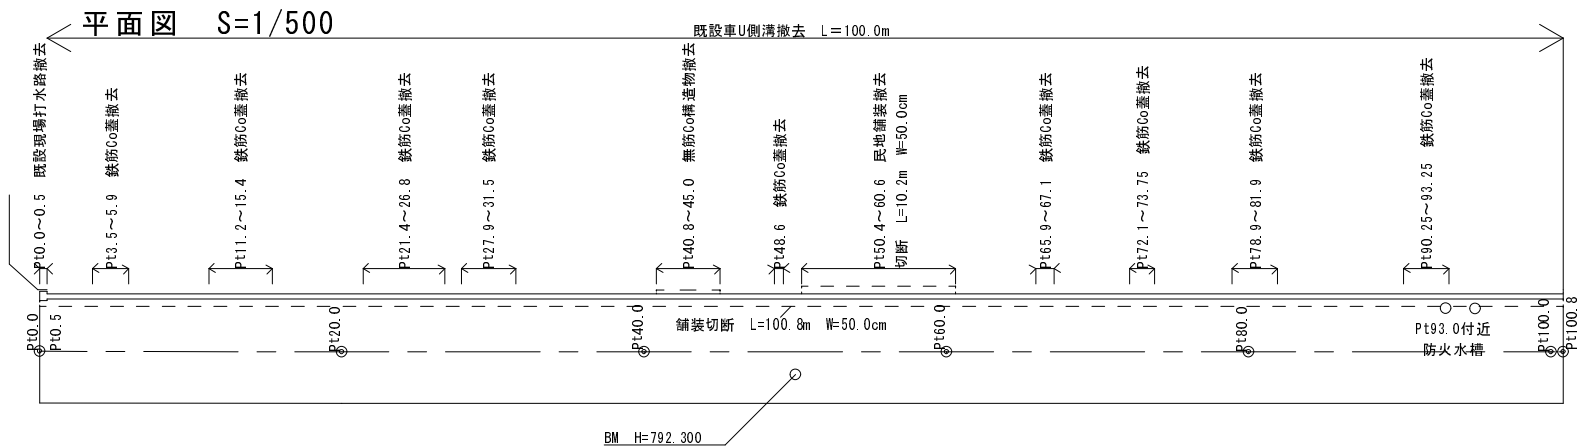 平面図　S=1/500
既設車U側溝撤去　L＝100.0m
Pt0.0～0.5　既設現場打水路撤去
Pt3.5～5.9　鉄筋Co蓋撤去
Pt11.2～15.4　鉄筋Co蓋撤去
Pt21.4～26.8　鉄筋Co蓋撤去
Pt27.9～31.5　鉄筋Co蓋撤去
Pt40.8～45.0　無筋Co構造物撤去
Pt48.6　鉄筋Co蓋撤去
Pt50.4～60.6　民地舗装撤去
切断　L=10.2m　W=50.0cm
Pt65.9～67.1　鉄筋Co蓋撤去
Pt72.1～73.75　鉄筋Co蓋撤去
Pt78.9～81.9　鉄筋Co蓋撤去
Pt90.25～93.25　鉄筋Co蓋撤去
Pt0.0
Pt0.5
Pt20.0
Pt40.0
舗装切断　L=100.8m　W=50.0cm
Pt60.0
Pt80.0
Pt93.0付近
防火水槽
Pt100.0
Pt100.8
BM　H=792.300